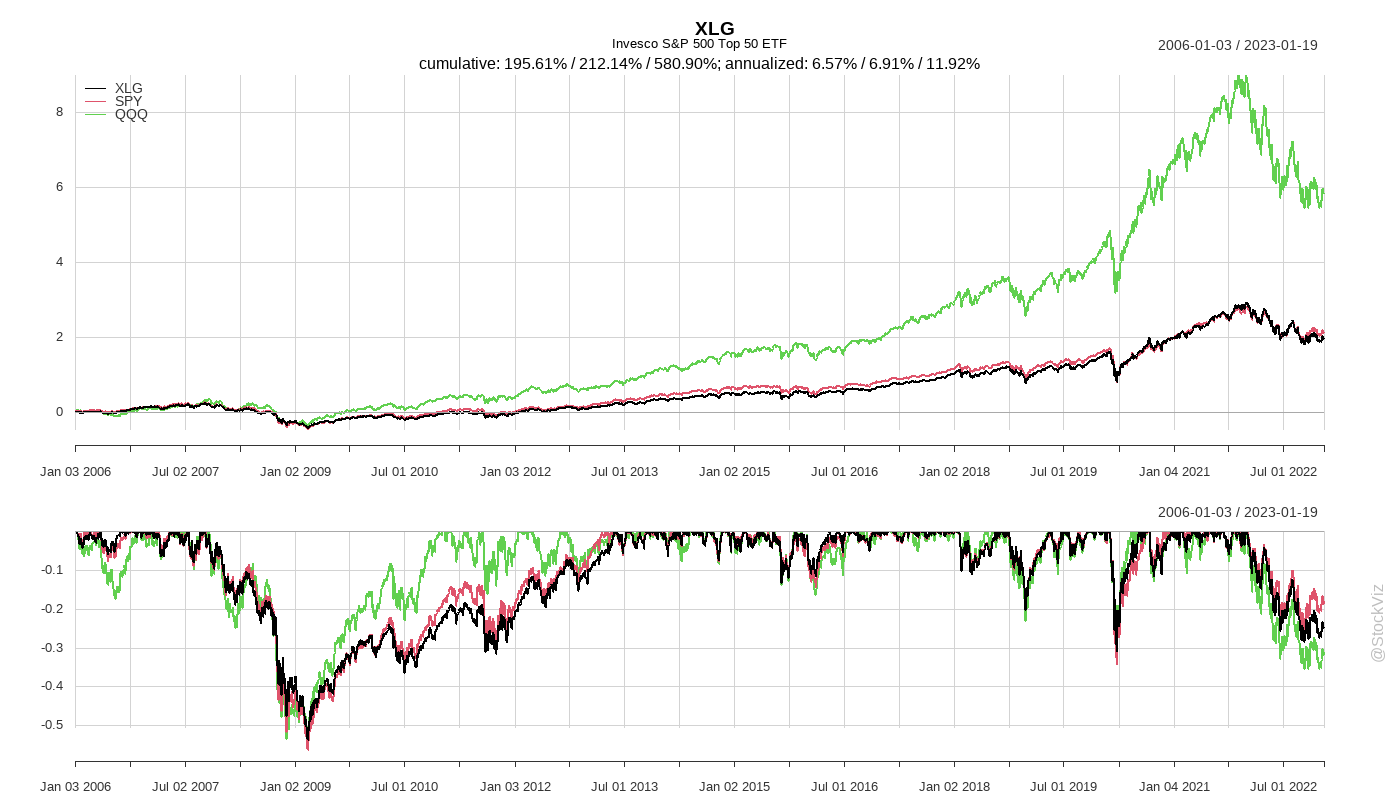 XLG
Invesco S&P 500 Top 50 ETF
2006-01-03 / 2023-01-19
cumulative: 195.61% / 212.14% / 580.90%; annualized: 6.57% / 6.91% / 11.92%
XLG
SPY
QQQ
8
6
4
2
0
Jan 03 2006 Jul 02 2007 Jan 02 2009 Jul 01 2010 Jan 03 2012 Jul 01 2013 Jan 02 2015 Jul 01 2016 Jan 02 2018 Jul 01 2019 Jan 04 2021 Jul 01 2022
2006-01-03 / 2023-01-19
-0.1
-0.2
-0.3
-0.4
-0.5
Jan 03 2006 Jul 02 2007 Jan 02 2009 Jul 01 2010 Jan 03 2012 Jul 01 2013 Jan 02 2015 Jul 01 2016 Jan 02 2018 Jul 01 2019 Jan 04 2021 Jul 01 2022
@StockViz